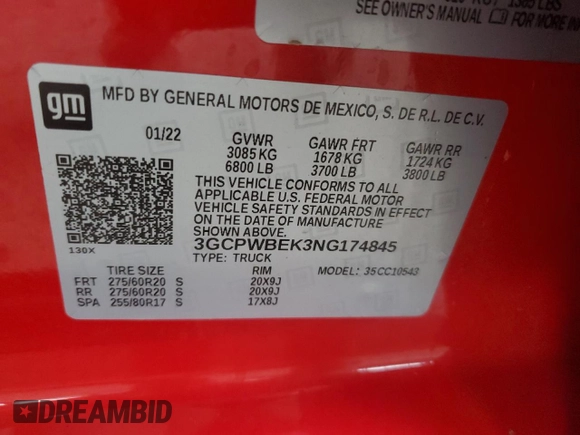 1385 LBS
SEE OWNER'S MANUAL FOR MORE IN
gm
MFD BY GENERAL MOTORS DE MEXICO, S. DE R.L. DE C.V.
01/22 GVWR GAWR FRT GAWR RR
3085 KG 1678 KG 1724 KG
6800 LB 3700 LB 3800 LB
THIS VEHICLE CONFORMS TO ALL
APPLICABLE U.S. FEDERAL MOTOR
VEHICLE SAFETY STANDARDS IN EFFECT
ON THE DATE OF MANUFACTURE
SHOWN ABOVE.
3GCPWBEK3NG174845
TYPE: TRUCK MODEL: 35CC10543
130X
TIRE SIZE RIM
FRT 275/60R20 S 20X9J
RR 275/60R20 S 20X9J
SPA 255/80R17 S 17X8J
DREAMBID